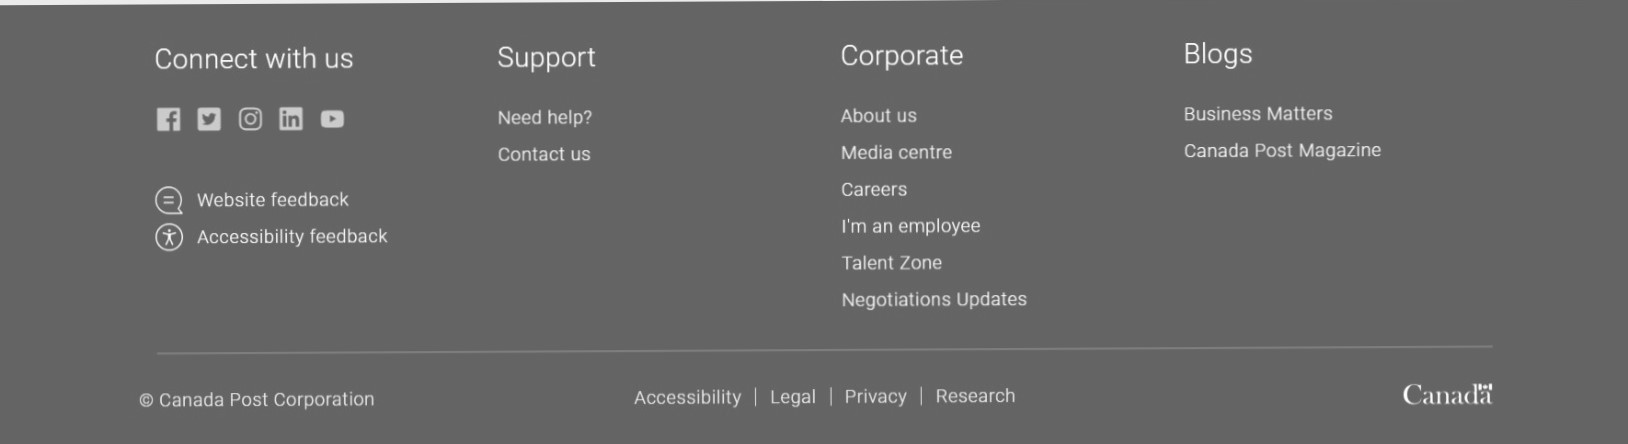 Connect with us
Website feedback
Accessibility feedback
Support
Need help?
Contact us
Corporate
About us
Media centre
Careers
I'm an employee
Talent Zone
Negotiations Updates
Blogs
Business Matters
Canada Post Magazine
© Canada Post Corporation
Accessibility | Legal | Privacy | Research
Canada